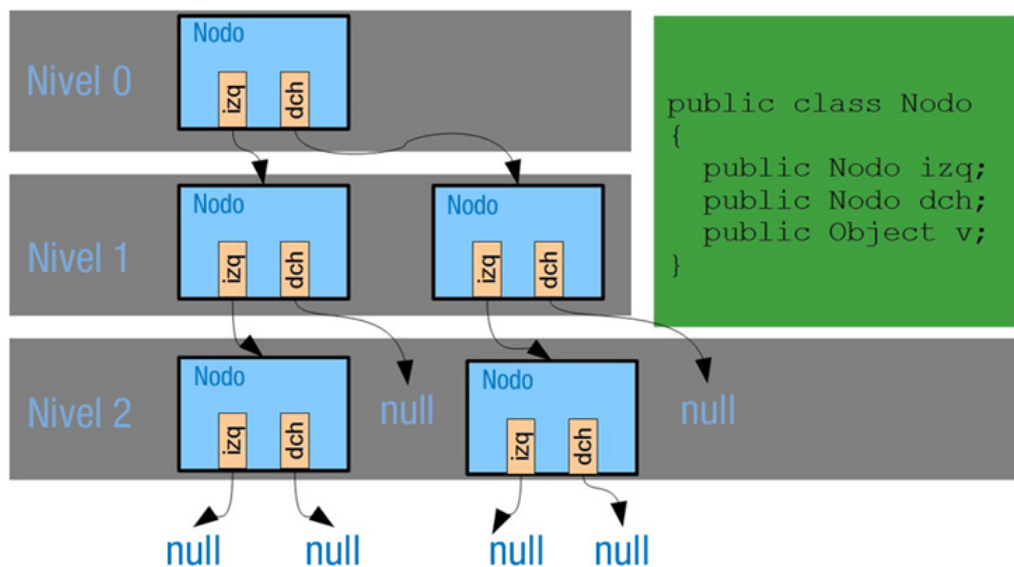 Nivel 0
Nodo
izq
dch
Nivel 1
Nodo
izq
dch
Nodo
izq
dch
Nivel 2
Nodo
izq
dch
null
Nodo
izq
dch
null
null
null
null
null
public class Nodo
{
public Nodo izq;
public Nodo dch;
public Object v;
}